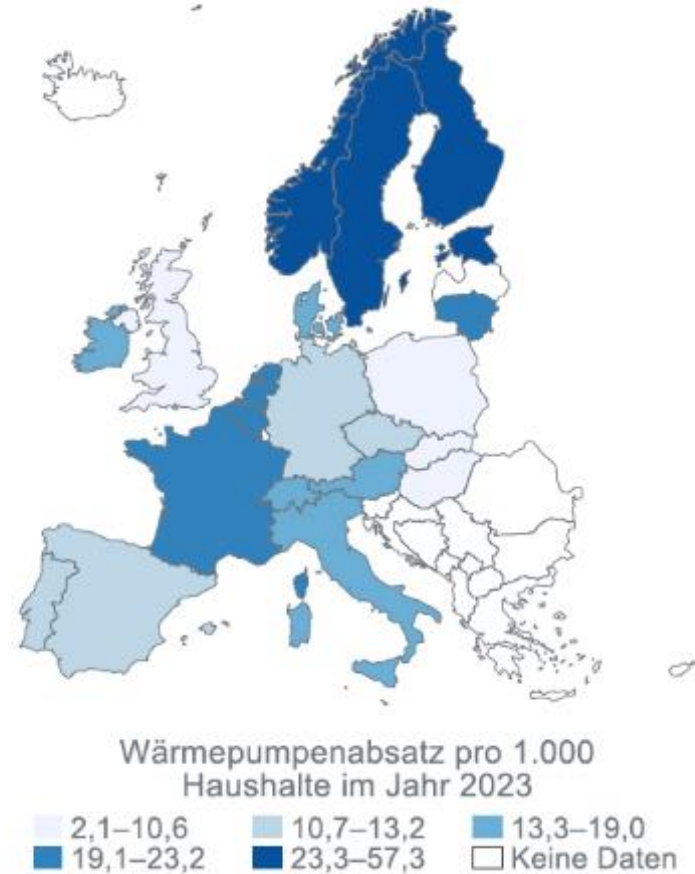 Wärmepumpenabsatz pro 1.000
Haushalte im Jahr 2023
2,1–10,6 10,7–13,2 13,3–19,0
19,1–23,2 23,3–57,3 Keine Daten